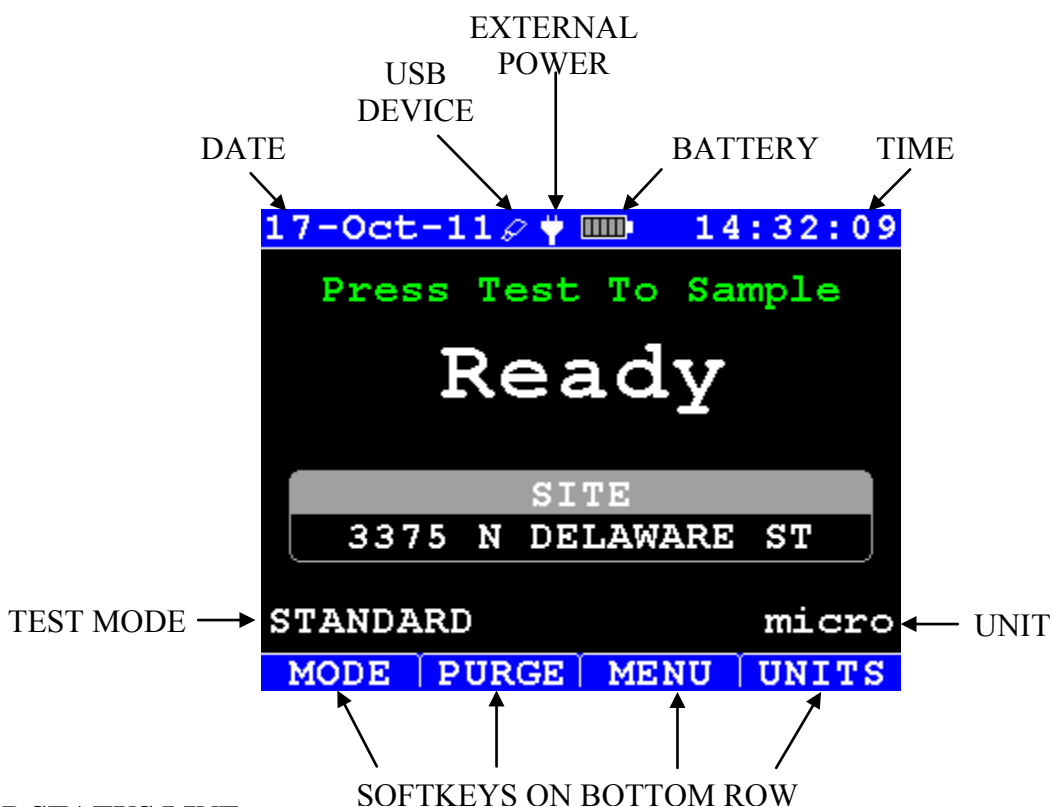 EXTERNAL
POWER
USB
DEVICE
DATE
BATTERY
TIME
17-Oct-11 14:32:09
Press Test To Sample
Ready
SITE
3375 N DELAWARE ST
TEST MODE
STANDARD
micro
UNIT
MODE PURGE MENU UNITS
SOFTKEYS ON BOTTOM ROW